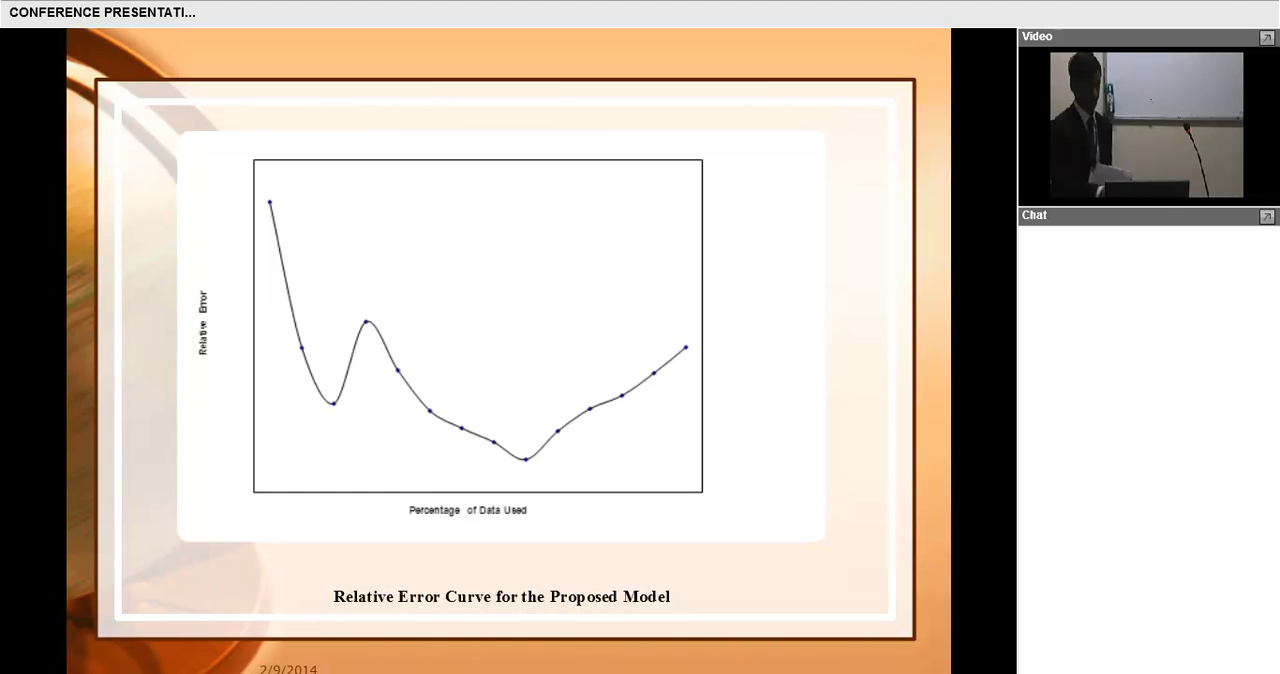 CONFERENCE PRESENTATI...
Video
Chat
Relative Error
Percentage of Data Used
Relative Error Curve for the Proposed Model
2/9/2014